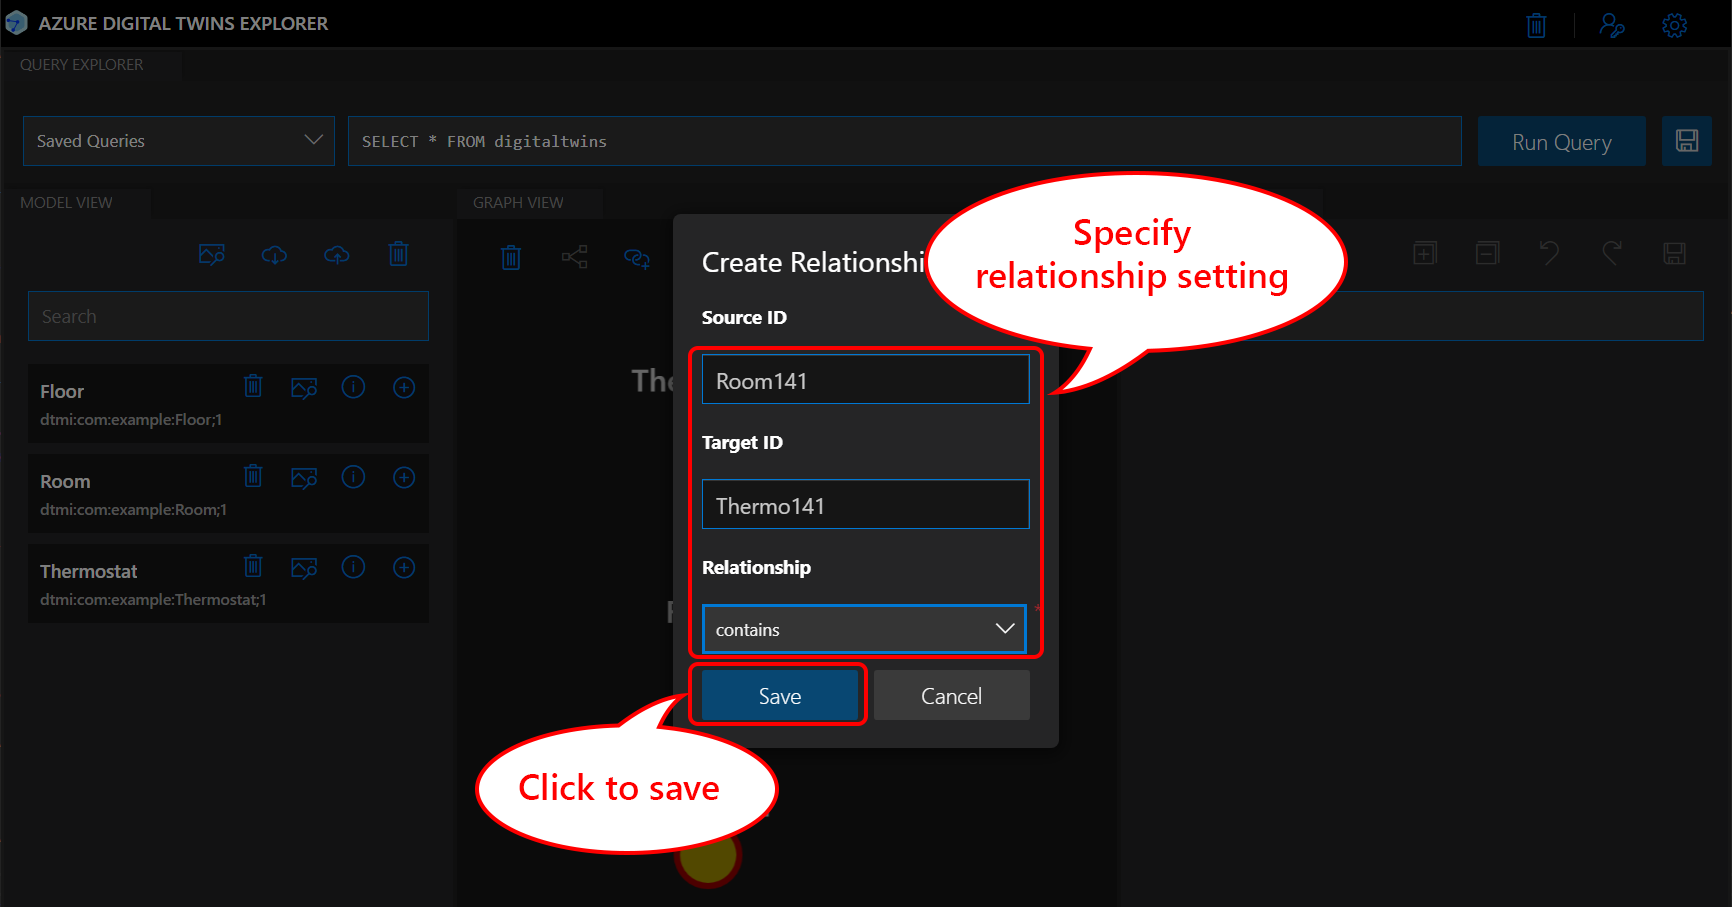 AZURE DIGITAL TWINS EXPLORER
QUERY EXPLORER
Saved Queries
SELECT * FROM digitaltwins
Run Query
MODEL VIEW
GRAPH VIEW
Search
Floor
dtmi:com:example:Floor;1
Room
dtmi:com:example:Room;1
Thermostat
dtmi:com:example:Thermostat;1
The
Create Relationshi
Source ID
Room141
Target ID
Thermo141
Relationship
contains
*
Save
Cancel
Specify
relationship setting
Click to save